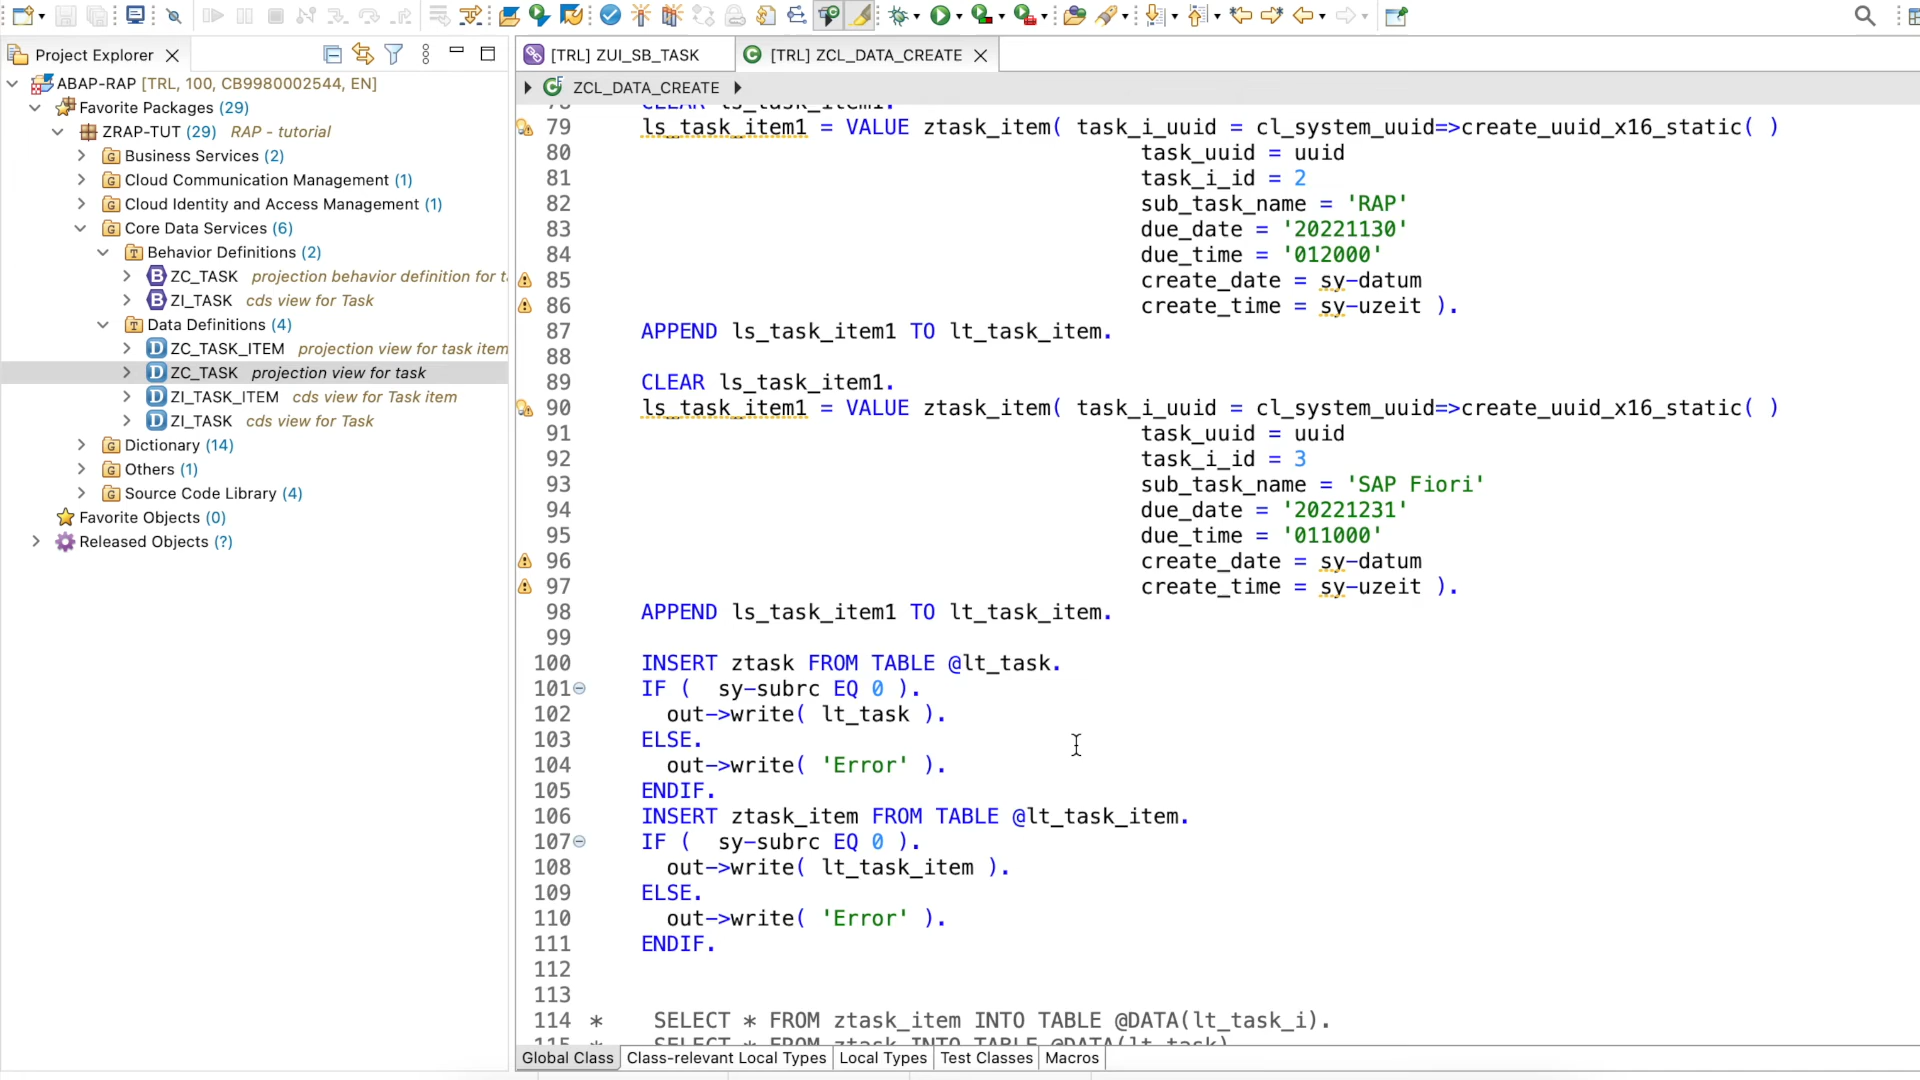 Project Explorer
ABAP-RAP [TRL, 100, CB9980002544, EN]
Favorite Packages (29)
ZRAP-TUT (29) RAP - tutorial
Business Services (2)
Cloud Communication Management (1)
Cloud Identity and Access Management (1)
Core Data Services (6)
Behavior Definitions (2)
ZC_TASK projection behavior definition for t
ZI_TASK cds view for Task
Data Definitions (4)
ZC_TASK_ITEM projection view for task item
ZC_TASK projection view for task
ZI_TASK_ITEM cds view for Task item
ZI_TASK cds view for Task
Dictionary (14)
Others (1)
Source Code Library (4)
Favorite Objects (0)
Released Objects (?)
[TRL] ZUI_SB_TASK
[TRL] ZCL_DATA_CREATE
ZCL_DATA_CREATE
78 CLEAR ls_task_item1.
79 ls_task_item1 = VALUE ztask_item( task_i_uuid = cl_system_uuid=>create_uuid_x16_static( )
80 task_uuid = uuid
81 task_i_id = 2
82 sub_task_name = 'RAP'
83 due_date = '20221130'
84 due_time = '012000'
85 create_date = sy-datum
86 create_time = sy-uzeit ).
87 APPEND ls_task_item1 TO lt_task_item.
88
89 CLEAR ls_task_item1.
90 ls_task_item1 = VALUE ztask_item( task_i_uuid = cl_system_uuid=>create_uuid_x16_static( )
91 task_uuid = uuid
92 task_i_id = 3
93 sub_task_name = 'SAP Fiori'
94 due_date = '20221231'
95 due_time = '011000'
96 create_date = sy-datum
97 create_time = sy-uzeit ).
98 APPEND ls_task_item1 TO lt_task_item.
99
100 INSERT ztask FROM TABLE @lt_task.
101 IF (  sy-subrc EQ 0 ).
102 out->write( lt_task ).
103 ELSE.
104 out->write( 'Error' ).
105 ENDIF.
106 INSERT ztask_item FROM TABLE @lt_task_item.
107 IF (  sy-subrc EQ 0 ).
108 out->write( lt_task_item ).
109 ELSE.
110 out->write( 'Error' ).
111 ENDIF.
112
113
114 * SELECT * FROM ztask_item INTO TABLE @DATA(lt_task_i).
115 * SELECT * FROM ztask INTO TABLE @DATA(lt_task)
Global Class
Class-relevant Local Types
Local Types
Test Classes
Macros